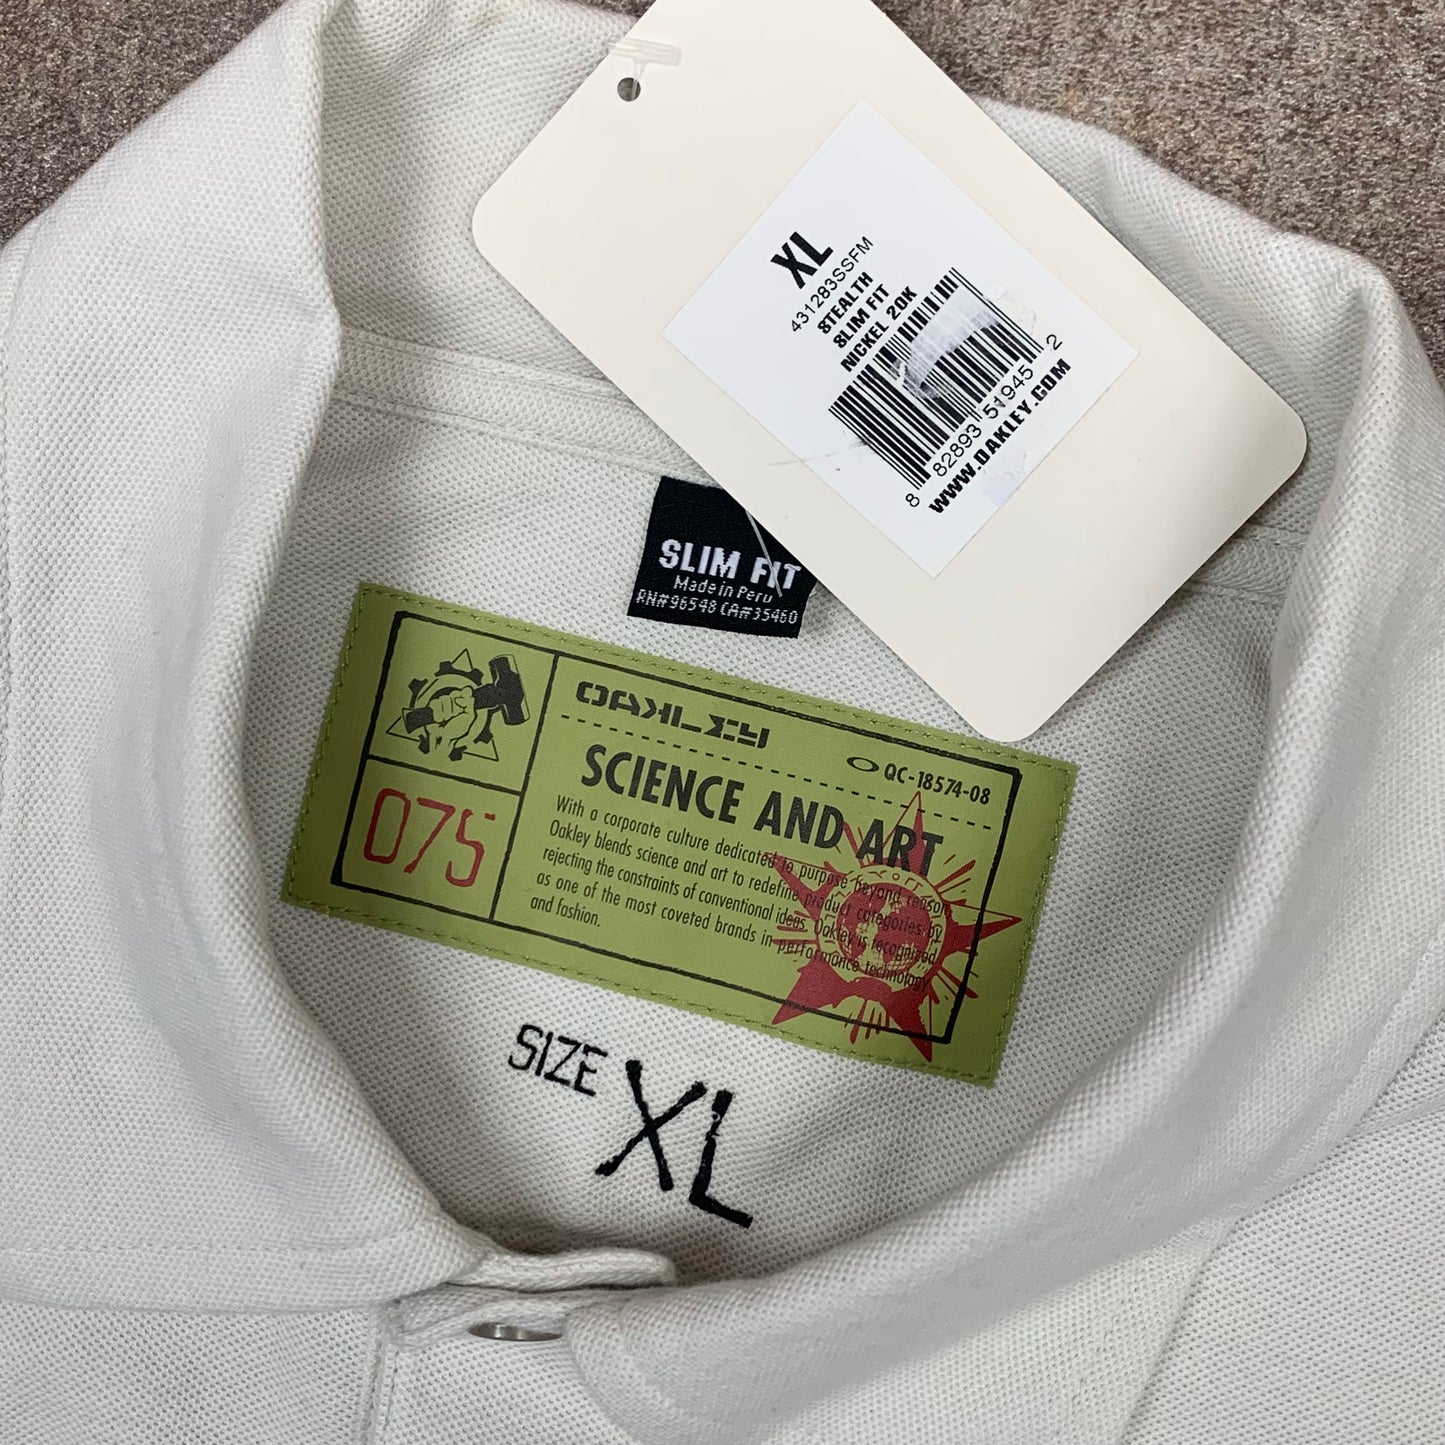 XL
431283SSFM
STEALTH
SLIM FIT
NICKEL 20K
8 82893 51945 2
WWW.OAKLEY.COM
SLIM FIT
Made in Peru
RN#96548 CA#35460
OAKLEY
QC-18574-08
SCIENCE AND ART
075
With a corporate culture dedicated to purpose beyond reason,
Oakley blends science and art to redefine product categories by
rejecting the constraints of conventional ideas. Oakley is recognized
as one of the most coveted brands in performance technology
and fashion.
SIZE XL